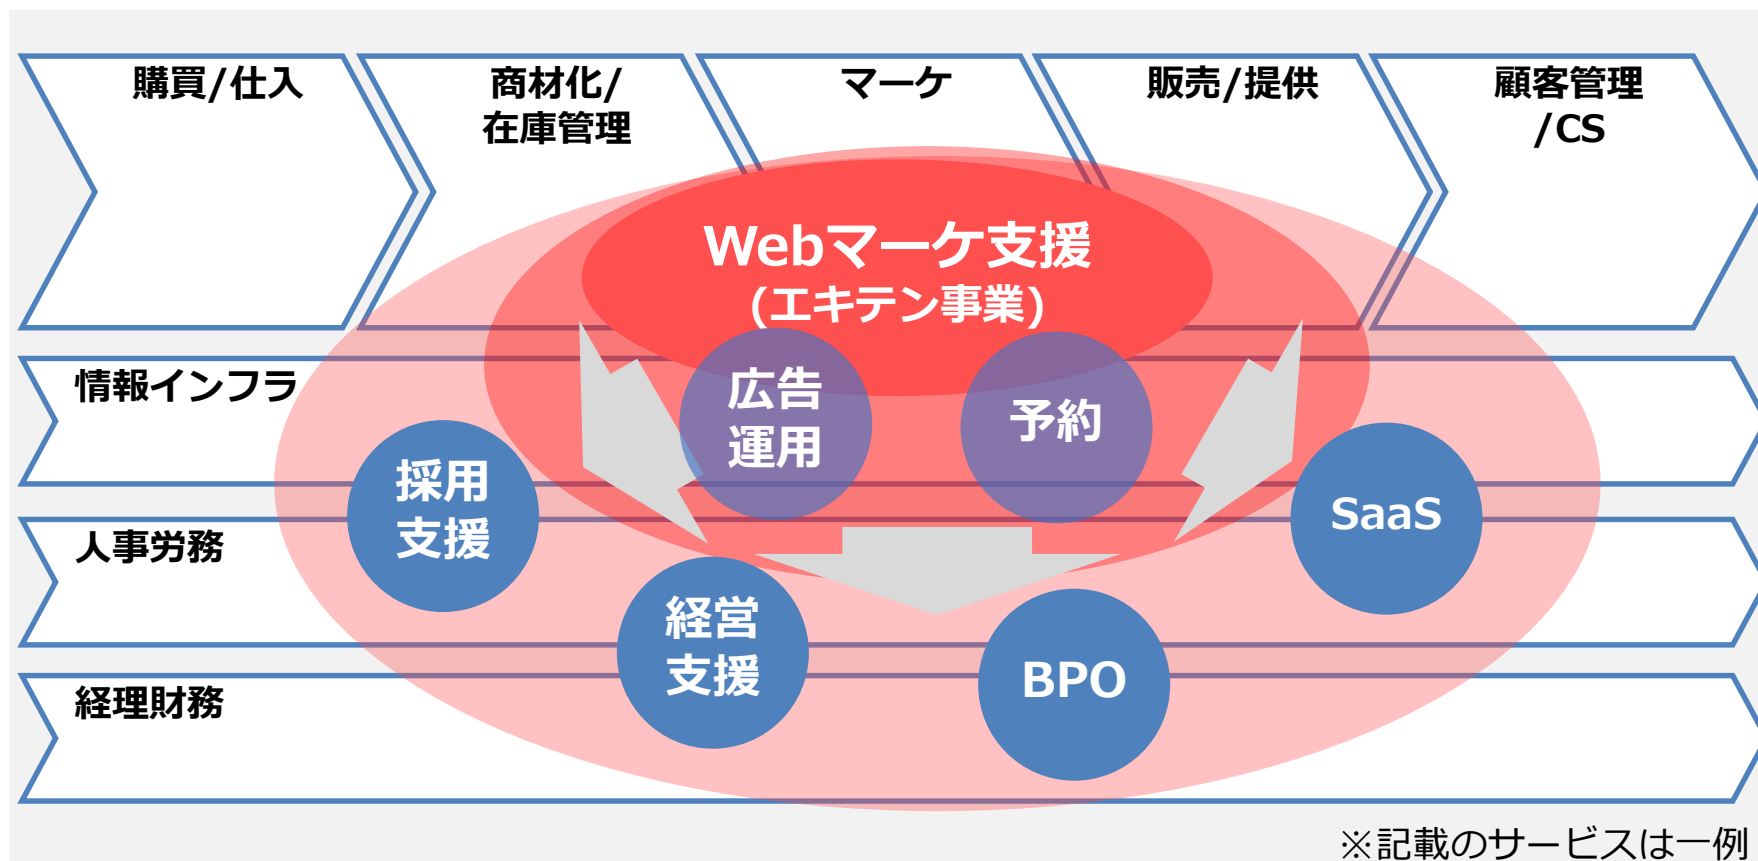 購買/仕入
商材化/
在庫管理
マーケ
販売/提供
顧客管理
/CS
Webマーケ支援
(エキテン事業)
情報インフラ
広告
運用
予約
採用
支援
SaaS
人事労務
経営
支援
BPO
経理財務
※記載のサービスは一例